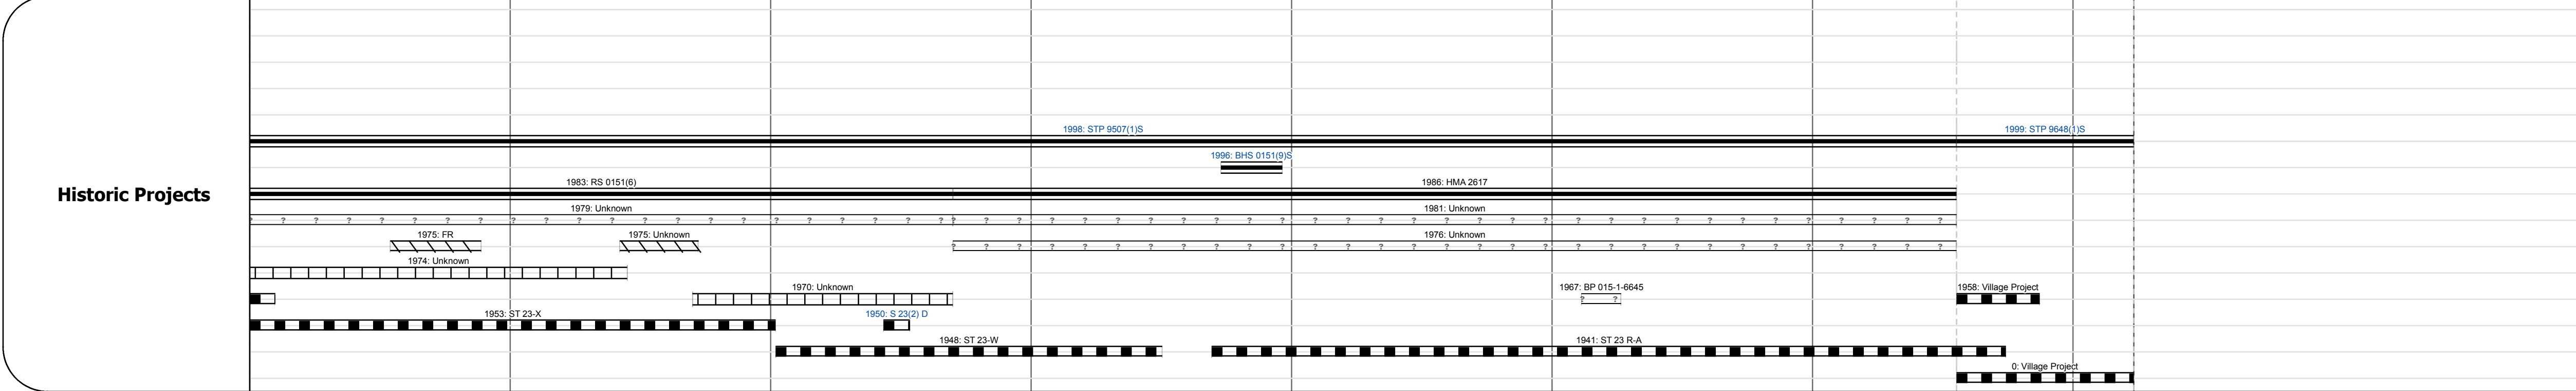 1998: STP 9507(1)S
1999: STP 9648(1)S
1996: BHS 0151(9)S
1983: RS 0151(6)
1986: HMA 2617
Historic Projects
1979: Unknown
1981: Unknown
1975: FR
1975: Unknown
1976: Unknown
1974: Unknown
1970: Unknown
1967: BP 015-1-6645
1958: Village Project
1953: ST 23-X
1950: S 23(2) D
1948: ST 23-W
1941: ST 23 R-A
0: Village Project